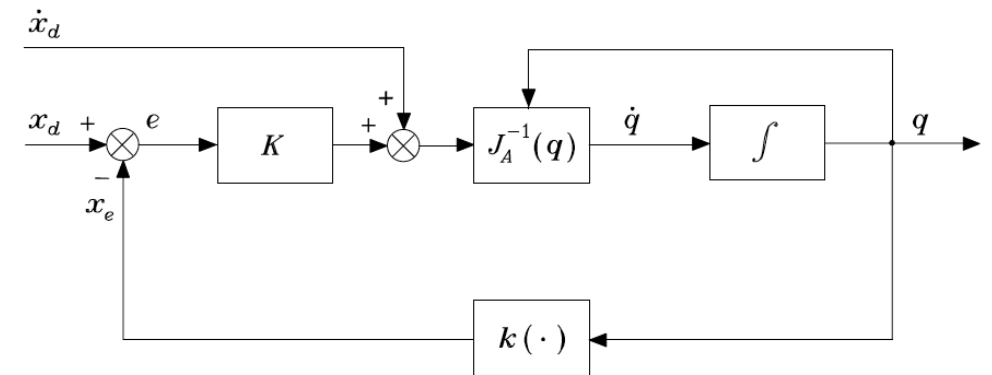 ẋ_d
+
x_d + e K + J_A^{-1}(q) q̇ ∫ q
−
x_e
k(·)